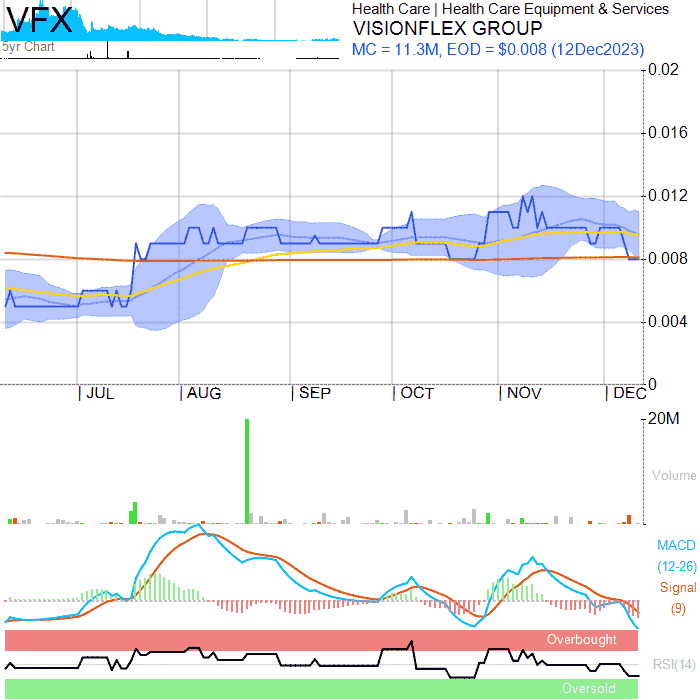 VFX
5yr Chart
Health Care | Health Care Equipment & Services
VISIONFLEX GROUP
MC = 11.3M, EOD = $0.008 (12Dec2023)
0.02
0.016
0.012
0.008
0.004
0
| JUL | AUG | SEP | OCT | NOV | DEC
20M
Volume
MACD
(12-26)
Signal
(9)
Overbought
RSI(14)
Oversold